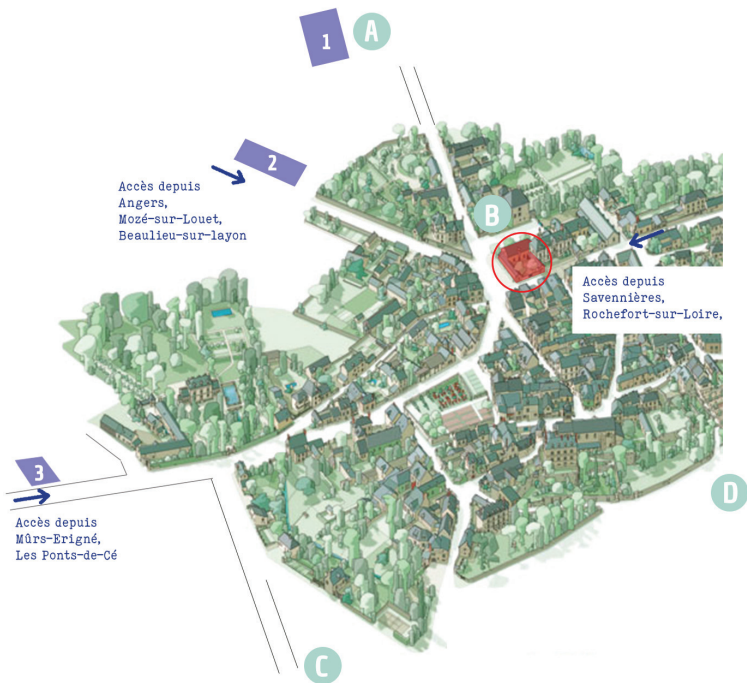 1
A
2
Accès depuis
Angers,
Mozé-sur-Louet,
Beaulieu-sur-layon
B
Accès depuis
Savennières,
Rochefort-sur-Loire,
3
Accès depuis
Mûrs-Erigné,
Les Ponts-de-Cé
D
C